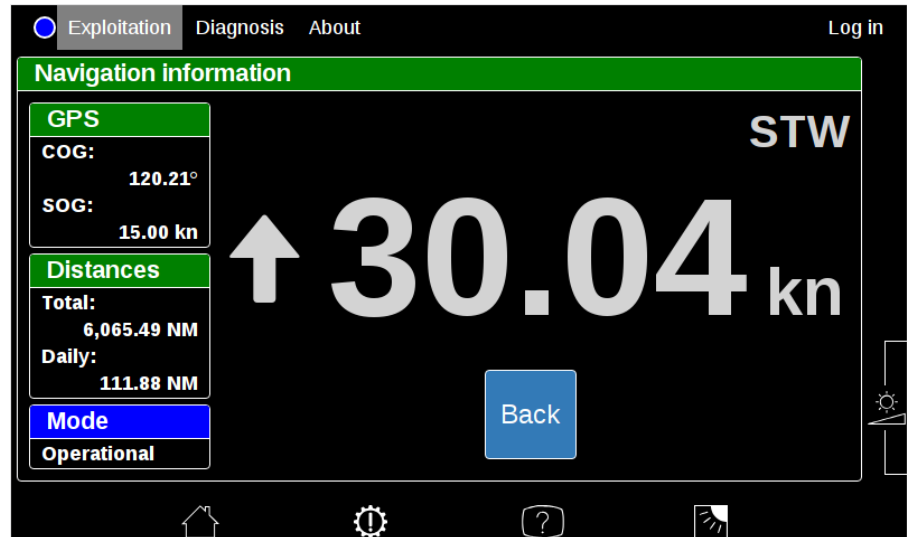 Exploitation Diagnosis About Log in
Navigation information
GPS
COG:
120.21°
SOG:
15.00 kn
Distances
Total:
6,065.49 NM
Daily:
111.88 NM
Mode
Operational
STW
30.04 kn
Back